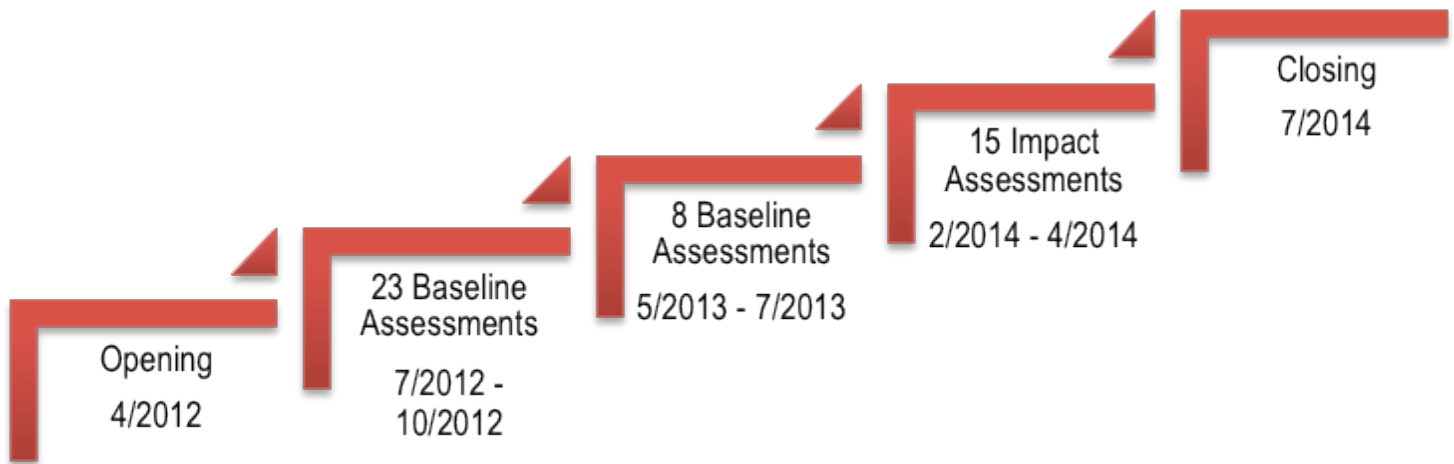 Opening
4/2012
23 Baseline
Assessments
7/2012 -
10/2012
8 Baseline
Assessments
5/2013 - 7/2013
15 Impact
Assessments
2/2014 - 4/2014
Closing
7/2014